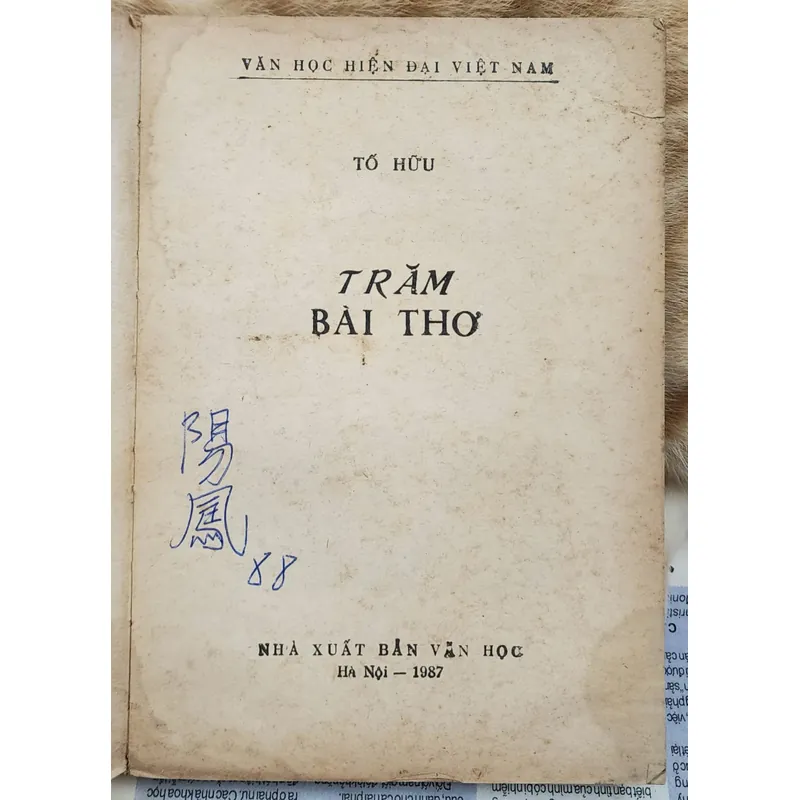 VĂN HỌC HIỆN ĐẠI VIỆT NAM
TỐ HỮU
TRĂM
BÀI THƠ
陽
鳳
88
NHÀ XUẤT BẢN VĂN HỌC
Hà Nội — 1987